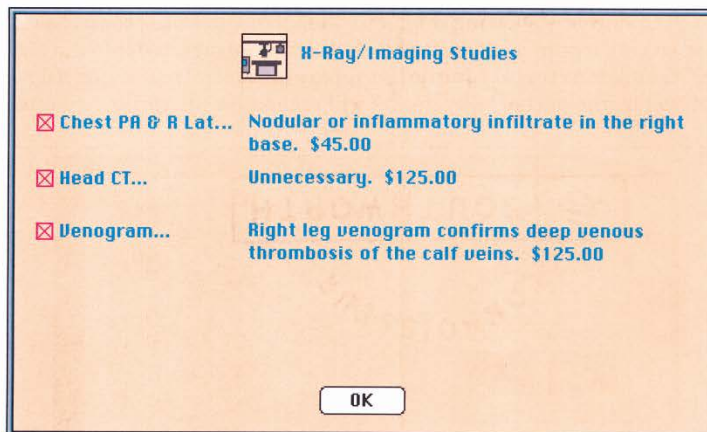 X-Ray/Imaging Studies
Chest PA & R Lat... Nodular or inflammatory infiltrate in the right
base. $45.00
Head CT... Unnecessary. $125.00
Venogram... Right leg venogram confirms deep venous
thrombosis of the calf veins. $125.00
OK